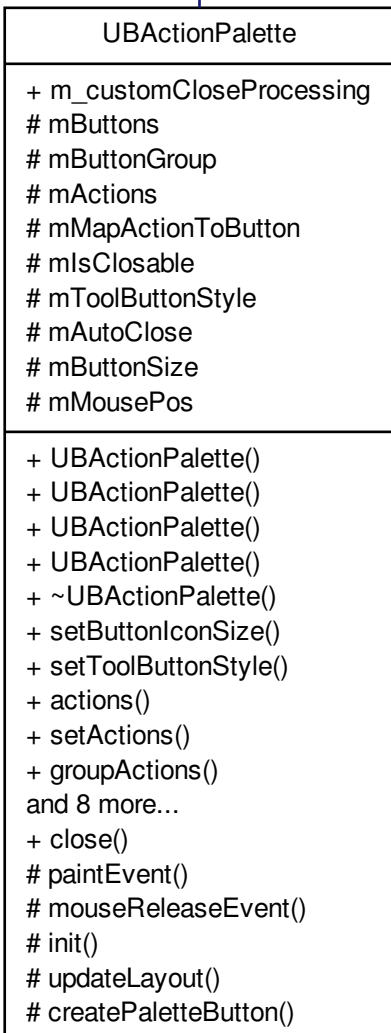 UBActionPalette
+ m_customCloseProcessing
# mButtons
# mButtonGroup
# mActions
# mMapActionToButton
# mIsClosable
# mToolButtonStyle
# mAutoClose
# mButtonSize
# mMousePos
+ UBActionPalette()
+ UBActionPalette()
+ UBActionPalette()
+ UBActionPalette()
+ ~UBActionPalette()
+ setButtonIconSize()
+ setToolButtonStyle()
+ actions()
+ setActions()
+ groupActions()
and 8 more...
+ close()
# paintEvent()
# mouseReleaseEvent()
# init()
# updateLayout()
# createPaletteButton()